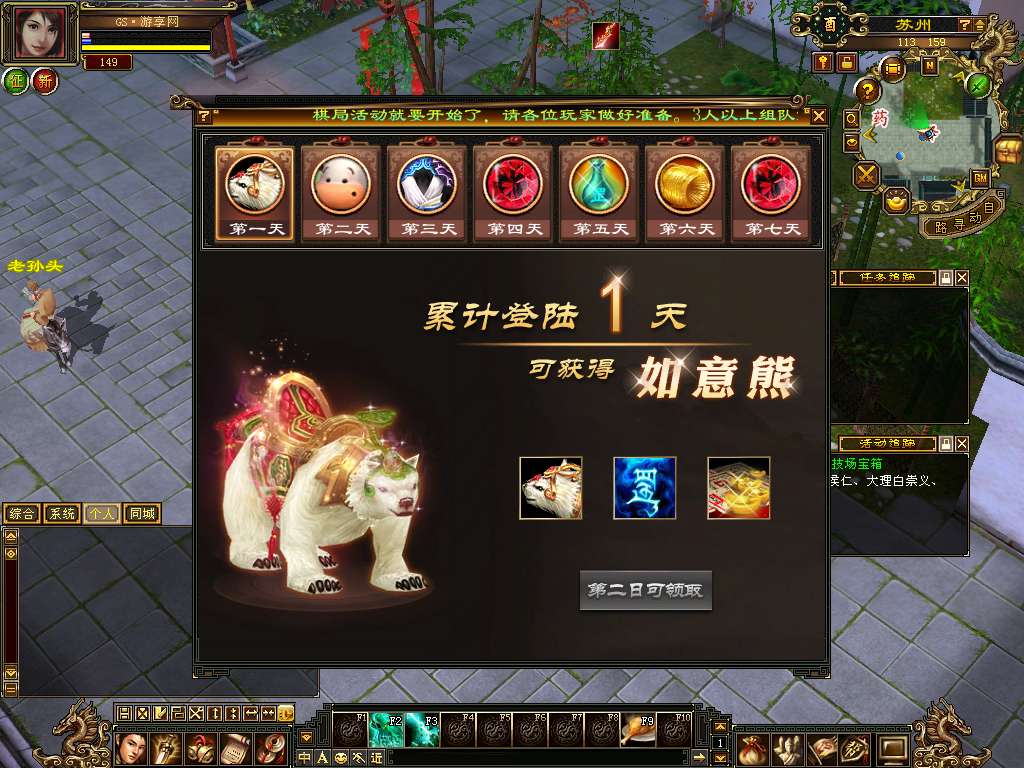 GS·游享网
149
征 新
酉
苏州
?
113 159
N
?
药
GM
自动寻路
? 棋局活动就要开始了，请各位玩家做好准备。3人以上组队
第一天 第二天 第三天 第四天 第五天 第六天 第七天
老孙头
累计登陆1天
可获得 如意熊
第二日可领取
任务追踪
活动追踪
技场宝箱
仁、大理白崇义、
综合 系统 个人 同城
F1 F2 F3 F4 F5 F6 F7 F8 F9 F10
1
中 A 近